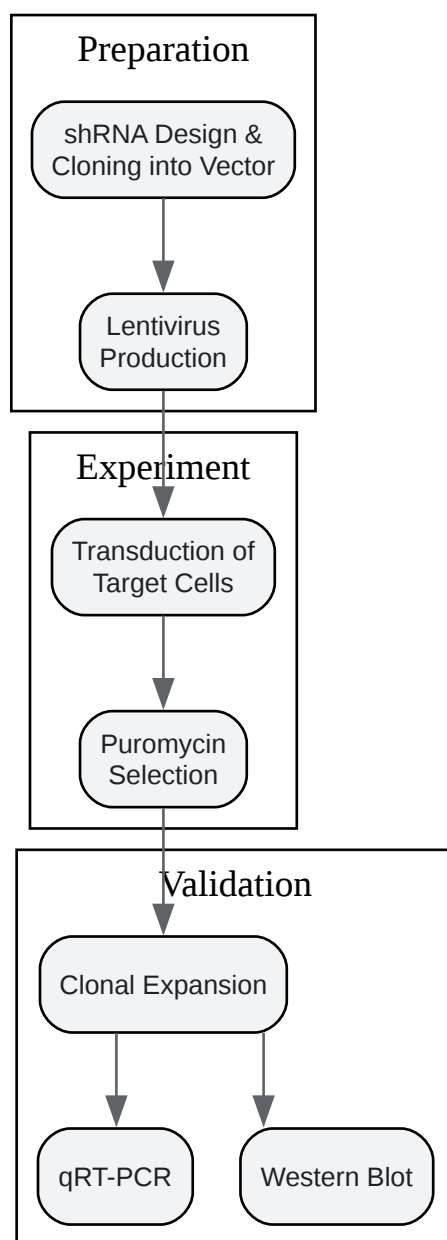 Preparation
shRNA Design &
Cloning into Vector
Lentivirus
Production
Experiment
Transduction of
Target Cells
Puromycin
Selection
Validation
Clonal Expansion
qRT-PCR
Western Blot